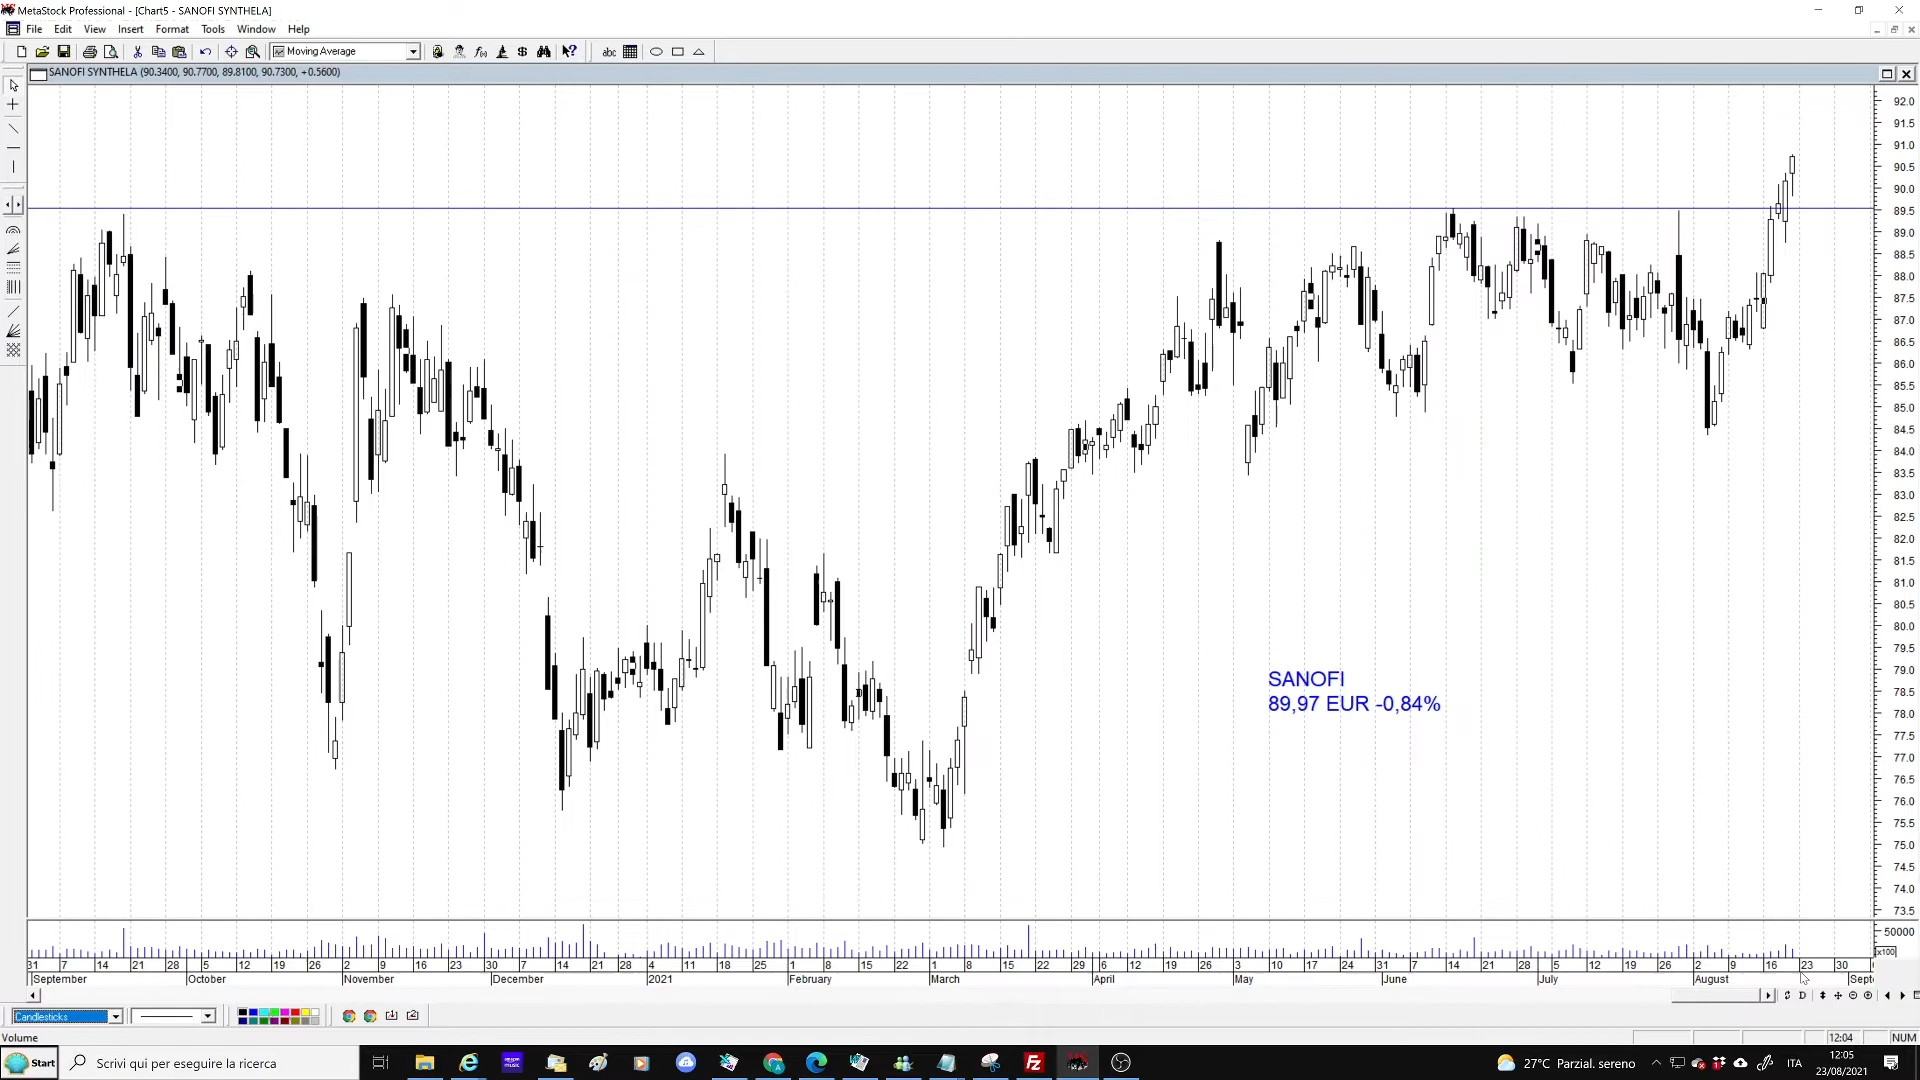 MetaStock Professional - [Chart5 - SANOFI SYNTHELA]
File Edit View Insert Format Tools Window Help
Moving Average
abc
SANOFI SYNTHELA (90.3400, 90.7700, 89.8100, 90.7300, +0.5600)
92.0
91.5
91.0
90.5
90.0
89.5
89.0
88.5
88.0
87.5
87.0
86.5
86.0
85.5
85.0
84.5
84.0
83.5
83.0
82.5
82.0
81.5
81.0
80.5
80.0
79.5
79.0
78.5
78.0
77.5
77.0
76.5
76.0
75.5
75.0
74.5
74.0
73.5
D
SANOFI
89,97 EUR -0,84%
50000
x100
31 7 14 21 28 5 12 19 26 2 9 16 23 30 7 14 21 28 4 11 18 25 1 8 15 22 1 8 15 22 29 6 12 19 26 3 10 17 24 31 7 14 21 28 5 12 19 26 2 9 16 23 30
September October November December 2021 February March April May June July August Sept
D
Candlesticks
Volume
12:04 NUM
Start
Scrivi qui per eseguire la ricerca
27°C Parzial. sereno
ITA
12:05
23/08/2021